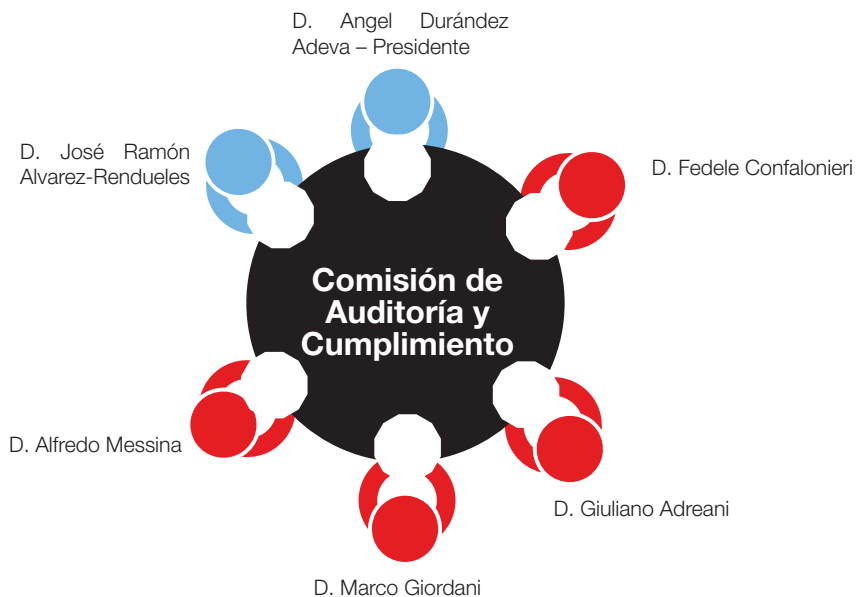 D. Angel Durández
Adeva – Presidente
D. José Ramón
Alvarez-Rendueles
D. Fedele Confalonieri
Comisión de
Auditoría y
Cumplimiento
D. Alfredo Messina
D. Giuliano Adreani
D. Marco Giordani